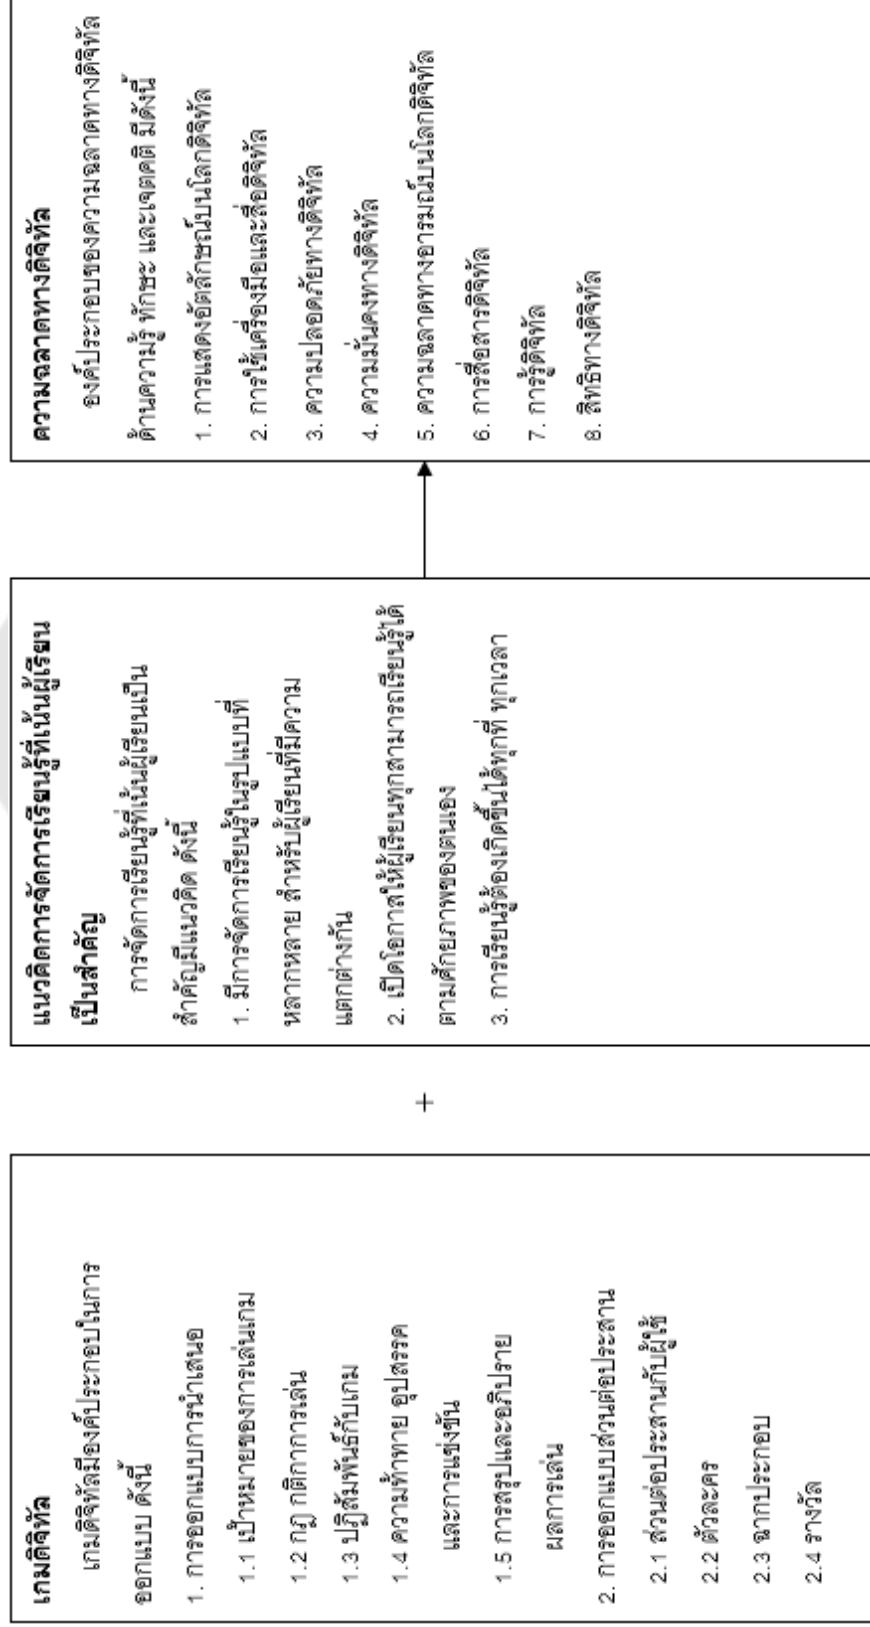 เกมดิจิทัล
เกมดิจิทัลมีองค์ประกอบในการ
ออกแบบ ดังนี้
1. การออกแบบการนำเสนอ
1.1 เป้าหมายของการเล่นเกม
1.2 กฎ กติกาการเล่น
1.3 ปฏิสัมพันธ์กับเกม
1.4 ความท้าทาย อุปสรรค
และการแข่งขัน
1.5 การสรุปและอภิปราย
ผลการเล่น
2. การออกแบบส่วนต่อประสาน
2.1 ส่วนต่อประสานกับผู้ใช้
2.2 ตัวละคร
2.3 ฉากประกอบ
2.4 รางวัล
+
แนวคิดการจัดการเรียนรู้ที่เน้นผู้เรียน
เป็นสำคัญ
การจัดการเรียนรู้ที่เน้นผู้เรียนเป็น
สำคัญมีแนวคิด ดังนี้
1. มีการจัดการเรียนรู้ในรูปแบบที่
หลากหลาย สำหรับผู้เรียนที่มีความ
แตกต่างกัน
2. เปิดโอกาสให้ผู้เรียนทุกสามารถเรียนรู้ได้
ตามศักยภาพของตนเอง
3. การเรียนรู้ต้องเกิดขึ้นได้ทุกที่ ทุกเวลา
ความฉลาดทางดิจิทัล
องค์ประกอบของความฉลาดทางดิจิทัล
ด้านความรู้ ทักษะ และเจตคติ มีดังนี้
1. การแสดงอัตลักษณ์บนโลกดิจิทัล
2. การใช้เครื่องมือและสื่อดิจิทัล
3. ความปลอดภัยทางดิจิทัล
4. ความมั่นคงทางดิจิทัล
5. ความฉลาดทางอารมณ์บนโลกดิจิทัล
6. การสื่อสารดิจิทัล
7. การู้ดิจิทัล
8. สิทธิทางดิจิทัล